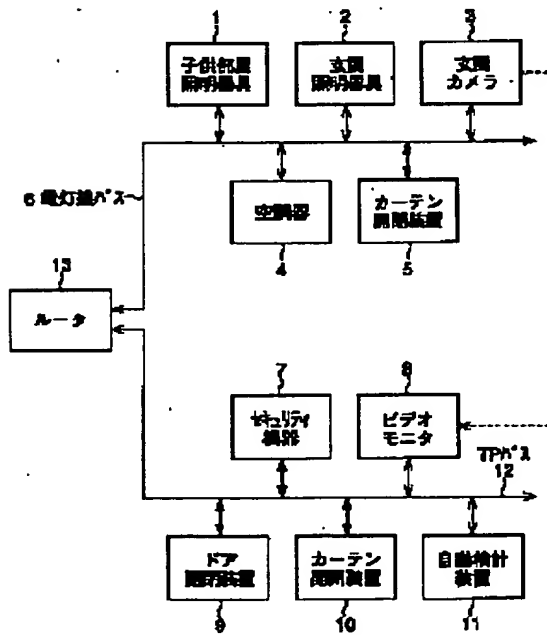 1
2
3
子供部屋
照明器具
玄関
照明器具
玄関
カメラ
6 電灯線バス
空調器
カーテン
開閉装置
4
5
13
ルータ
7
8
セキュリティ
機器
ビデオ
モニタ
TPバス
12
ドア
開閉装置
カーテン
開閉装置
自動検針
装置
9
10
11